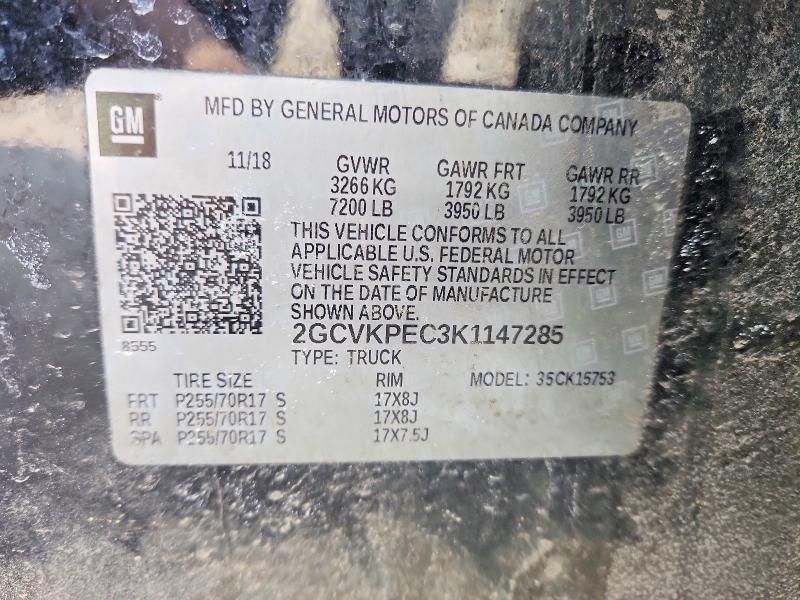 GM
MFD BY GENERAL MOTORS OF CANADA COMPANY
11/18 GVWR GAWR FRT GAWR RR
3266 KG 1792 KG 1792 KG
7200 LB 3950 LB 3950 LB
THIS VEHICLE CONFORMS TO ALL
APPLICABLE U.S. FEDERAL MOTOR
VEHICLE SAFETY STANDARDS IN EFFECT
ON THE DATE OF MANUFACTURE
SHOWN ABOVE.
8555
2GCVKPEC3K1147285
TYPE: TRUCK
TIRE SIZE RIM MODEL: 35CK15753
FRT P255/70R17 S 17X8J
RR P255/70R17 S 17X8J
SPA P255/70R17 S 17X7.5J